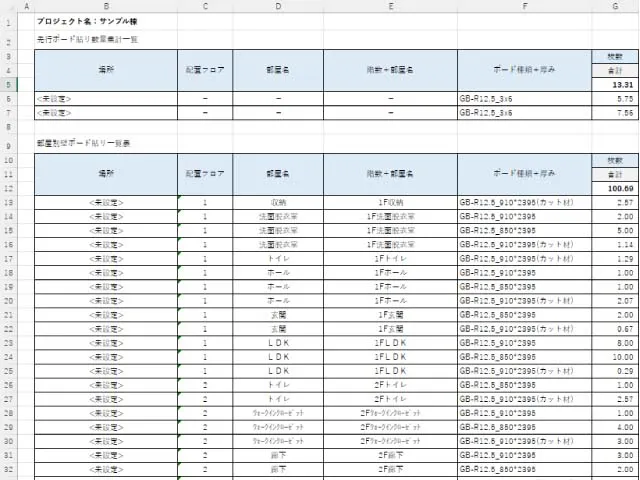 A B C D E F G
1 プロジェクト名：サンプル棟
2 先行ボード貼り数量集計一覧
3 枚数
4 場所 配置フロア 部屋名 階数＋部屋名 ボード種類＋厚み 合計
5 13.31
6 <未設定> － － － GB-R12.5_3x6 5.75
7 <未設定> － － － GB-R12.5_3x6 7.56
8
9 部屋別壁ボード貼り一覧表
10 枚数
11 場所 配置フロア 部屋名 階数＋部屋名 ボード種類＋厚み 合計
12 100.69
13 <未設定> 1 収納 1F収納 GB-R12.5_910*2395(カット材) 2.57
14 <未設定> 1 洗面脱衣室 1F洗面脱衣室 GB-R12.5_910*2395 2.00
15 <未設定> 1 洗面脱衣室 1F洗面脱衣室 GB-R12.5_850*2395 5.00
16 <未設定> 1 洗面脱衣室 1F洗面脱衣室 GB-R12.5_910*2395(カット材) 1.14
17 <未設定> 1 トイレ 1Fトイレ GB-R12.5_910*2395(カット材) 1.29
18 <未設定> 1 ホール 1Fホール GB-R12.5_910*2395 1.00
19 <未設定> 1 ホール 1Fホール GB-R12.5_850*2395 1.00
20 <未設定> 1 ホール 1Fホール GB-R12.5_910*2395(カット材) 2.07
21 <未設定> 1 玄関 1F玄関 GB-R12.5_850*2395 2.00
22 <未設定> 1 玄関 1F玄関 GB-R12.5_910*2395(カット材) 0.67
23 <未設定> 1 ＬＤＫ 1FＬＤＫ GB-R12.5_910*2395 8.00
24 <未設定> 1 ＬＤＫ 1FＬＤＫ GB-R12.5_850*2395 10.00
25 <未設定> 1 ＬＤＫ 1FＬＤＫ GB-R12.5_910*2395(カット材) 0.29
26 <未設定> 2 トイレ 2Fトイレ GB-R12.5_850*2395 1.00
27 <未設定> 2 トイレ 2Fトイレ GB-R12.5_910*2395(カット材) 2.57
28 <未設定> 2 ｳｫｰｸｲﾝｸﾛｰｾﾞｯﾄ 2Fｳｫｰｸｲﾝｸﾛｰｾﾞｯﾄ GB-R12.5_910*2395 1.00
29 <未設定> 2 ｳｫｰｸｲﾝｸﾛｰｾﾞｯﾄ 2Fｳｫｰｸｲﾝｸﾛｰｾﾞｯﾄ GB-R12.5_850*2395 4.00
30 <未設定> 2 ｳｫｰｸｲﾝｸﾛｰｾﾞｯﾄ 2Fｳｫｰｸｲﾝｸﾛｰｾﾞｯﾄ GB-R12.5_910*2395(カット材) 3.00
31 <未設定> 2 廊下 2F廊下 GB-R12.5_910*2395 3.00
32 <未設定> 2 廊下 2F廊下 GB-R12.5_850*2395 2.00